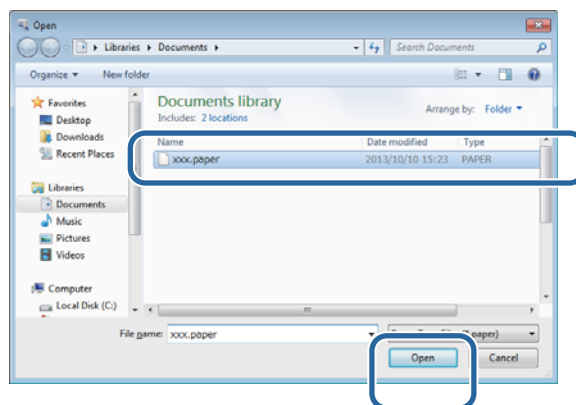 Open
Libraries ▸ Documents ▸
Search Documents
Organize ▾ New folder
Favorites
Desktop
Downloads
Recent Places
Libraries
Documents
Music
Pictures
Videos
Computer
Local Disk (C:)
Documents library
Includes: 2 locations
Arrange by: Folder ▾
Name Date modified Type
xxx.paper 2013/10/10 15:23 PAPER
File name: xxx.paper
Open Cancel